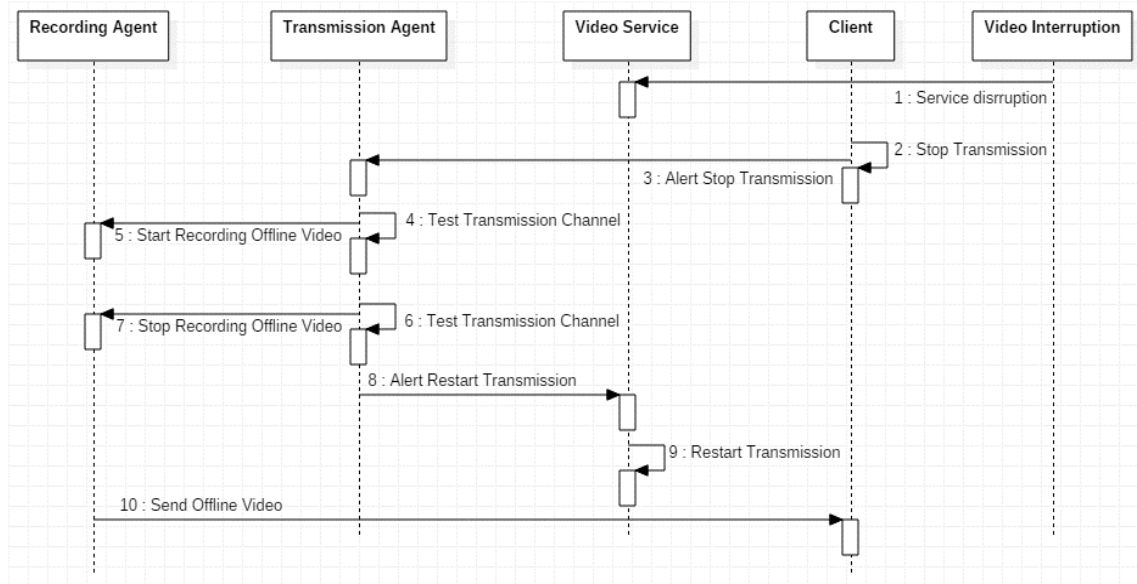 Recording Agent
Transmission Agent
Video Service
Client
Video Interruption
1 : Service disrruption
2 : Stop Transmission
3 : Alert Stop Transmission
4 : Test Transmission Channel
5 : Start Recording Offline Video
6 : Test Transmission Channel
7 : Stop Recording Offline Video
8 : Alert Restart Transmission
9 : Restart Transmission
10 : Send Offline Video